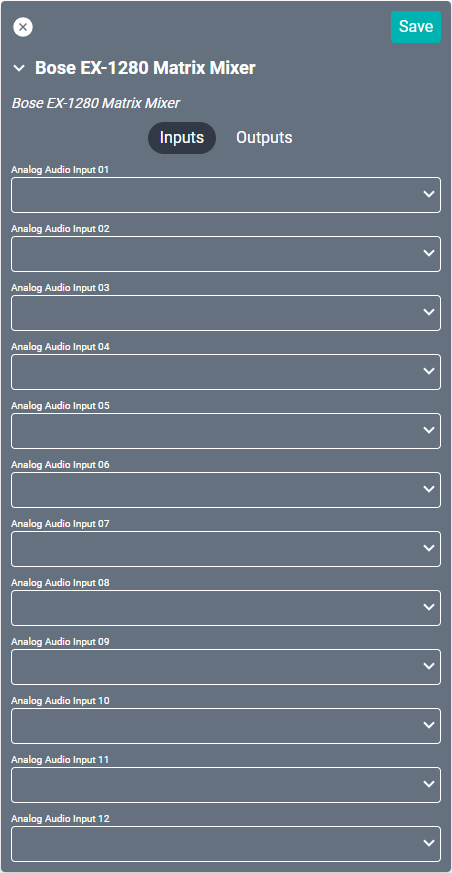 Save
Bose EX-1280 Matrix Mixer
Bose EX-1280 Matrix Mixer
Inputs Outputs
Analog Audio Input 01
Analog Audio Input 02
Analog Audio Input 03
Analog Audio Input 04
Analog Audio Input 05
Analog Audio Input 06
Analog Audio Input 07
Analog Audio Input 08
Analog Audio Input 09
Analog Audio Input 10
Analog Audio Input 11
Analog Audio Input 12